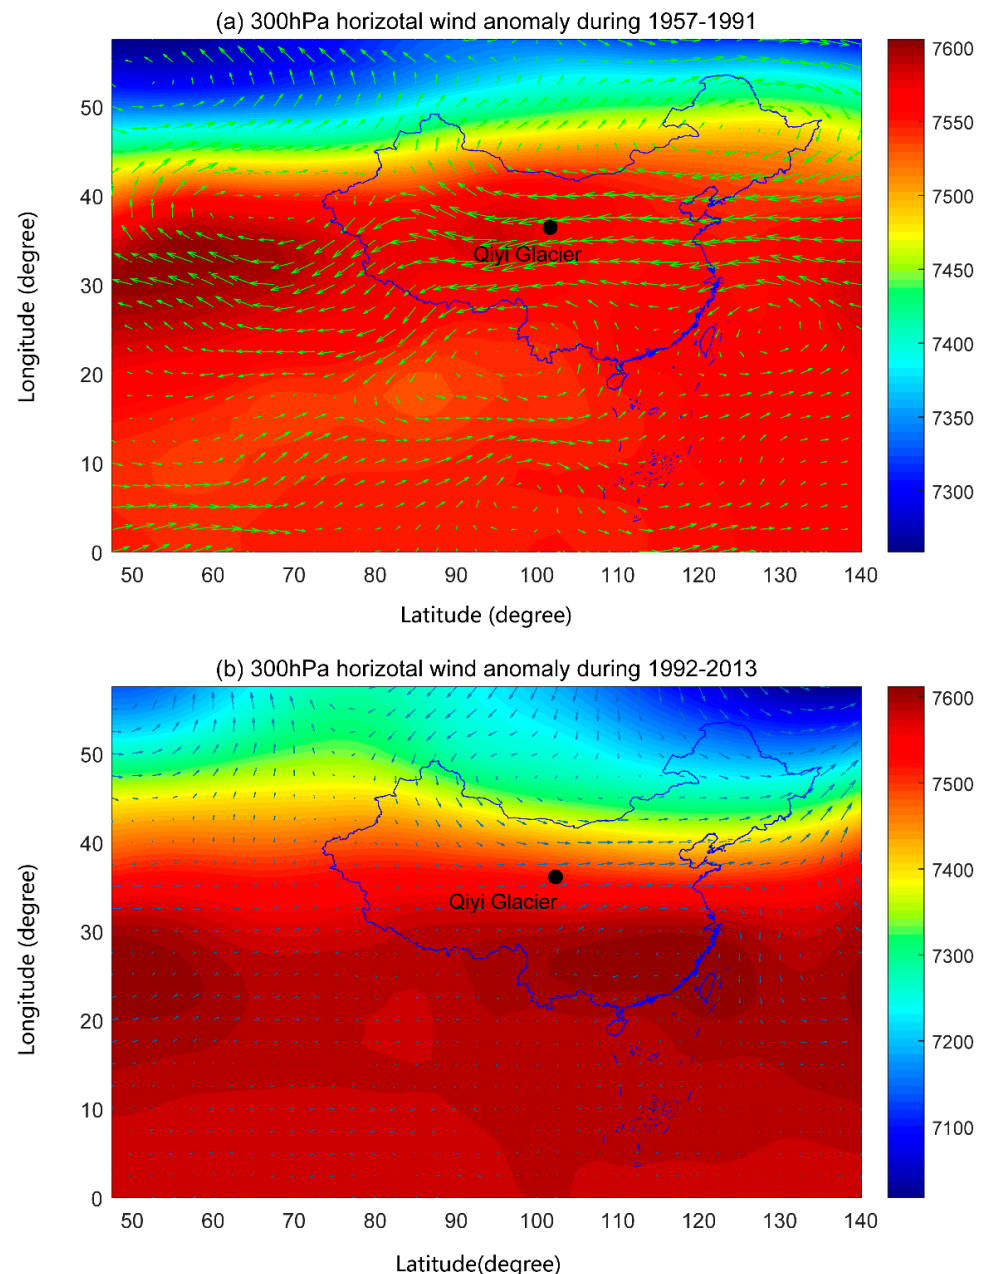 (a) 300hPa horizotal wind anomaly during 1957-1991
Longitude (degree)
50
40
30
20
10
0
Qiyi Glacier
50 60 70 80 90 100 110 120 130 140
Latitude (degree)
7600
7550
7500
7450
7400
7350
7300
(b) 300hPa horizotal wind anomaly during 1992-2013
Longitude (degree)
50
40
30
20
10
0
Qiyi Glacier
50 60 70 80 90 100 110 120 130 140
Latitude(degree)
7600
7500
7400
7300
7200
7100